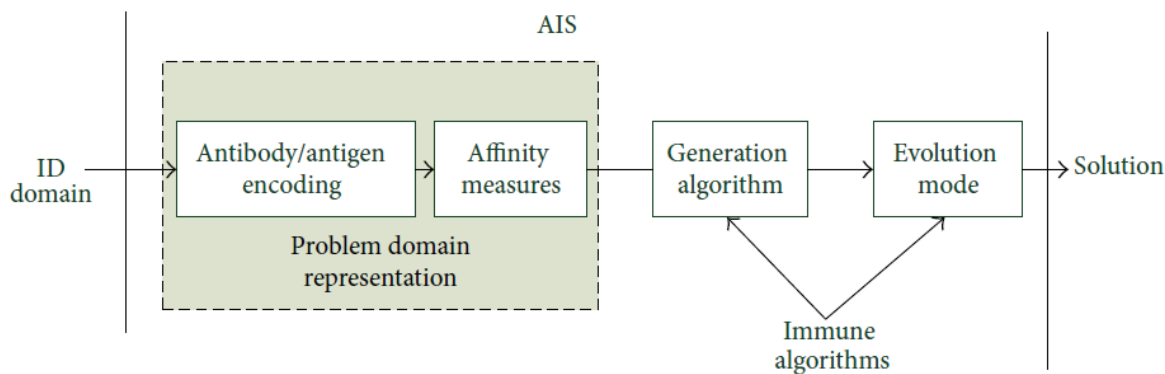 AIS
ID
domain
Antibody/antigen
encoding
Affinity
measures
Problem domain
representation
Generation
algorithm
Evolution
mode
Solution
Immune
algorithms